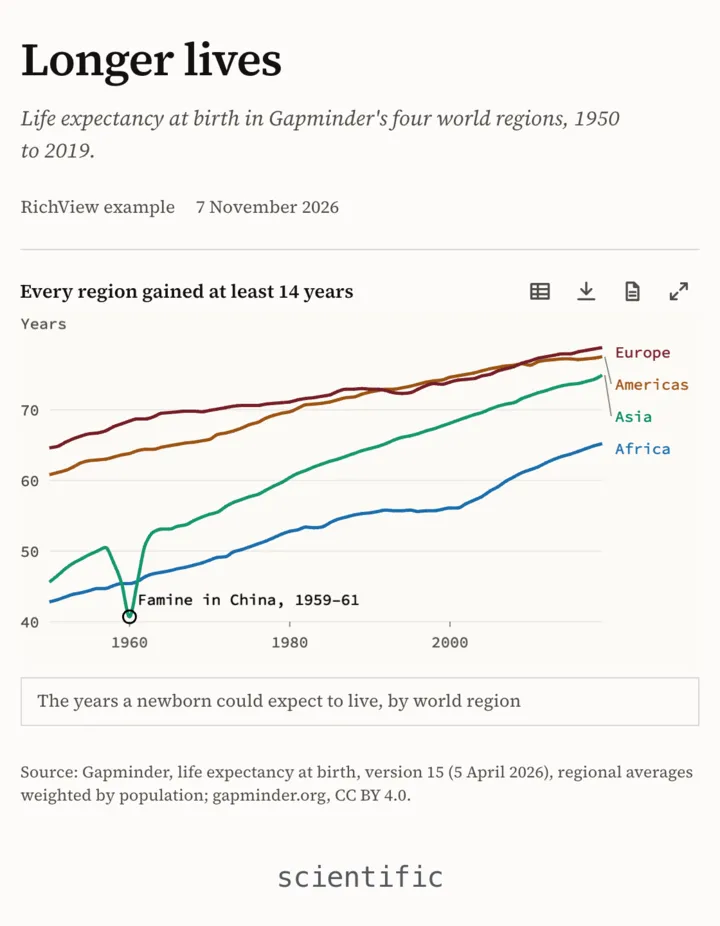 Longer lives
Life expectancy at birth in Gapminder's four world regions, 1950
to 2019.
RichView example 7 November 2026
Every region gained at least 14 years
Years
Europe
Americas
70
Asia
Africa
60
50
Famine in China, 1959–61
40
1960 1980 2000
The years a newborn could expect to live, by world region
Source: Gapminder, life expectancy at birth, version 15 (5 April 2026), regional averages
weighted by population; gapminder.org, CC BY 4.0.
scientific